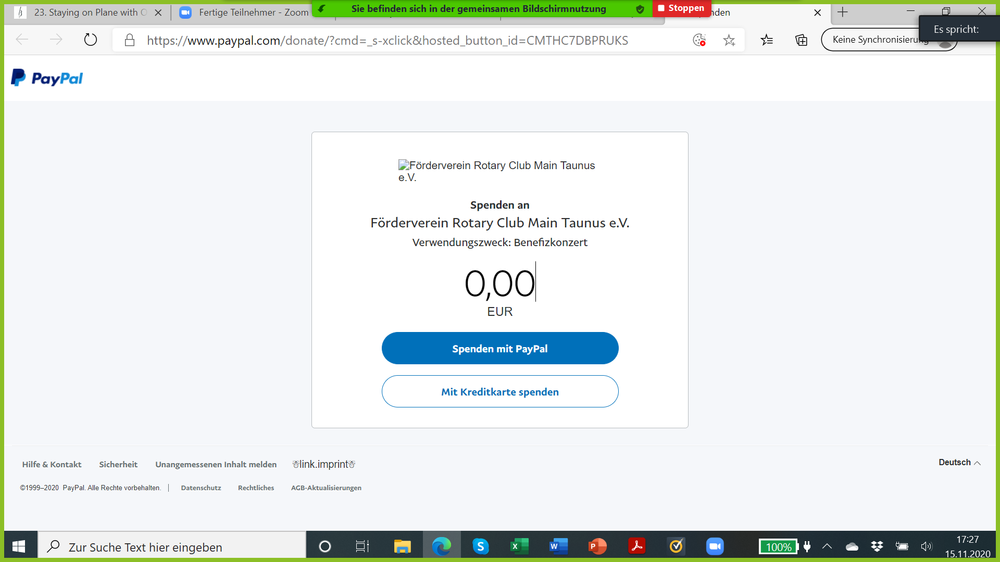 23. Staying on Plane with O
Fertige Teilnehmer - Zoom
Sie befinden sich in der gemeinsamen Bildschirmnutzung
Stoppen
nden
https://www.paypal.com/donate/?cmd=_s-xclick&hosted_button_id=CMTHC7DBPRUKS
Keine Synchronisierung
Es spricht:
PayPal
Förderverein Rotary Club Main Taunus
e.V.
Spenden an
Förderverein Rotary Club Main Taunus e.V.
Verwendungszweck: Benefizkonzert
0,00
EUR
Spenden mit PayPal
Mit Kreditkarte spenden
Hilfe & Kontakt Sicherheit Unangemessenen Inhalt melden ☃link.imprint☃
Deutsch
©1999–2020 PayPal. Alle Rechte vorbehalten. | Datenschutz Rechtliches AGB-Aktualisierungen
Zur Suche Text hier eingeben
100%
17:27
15.11.2020